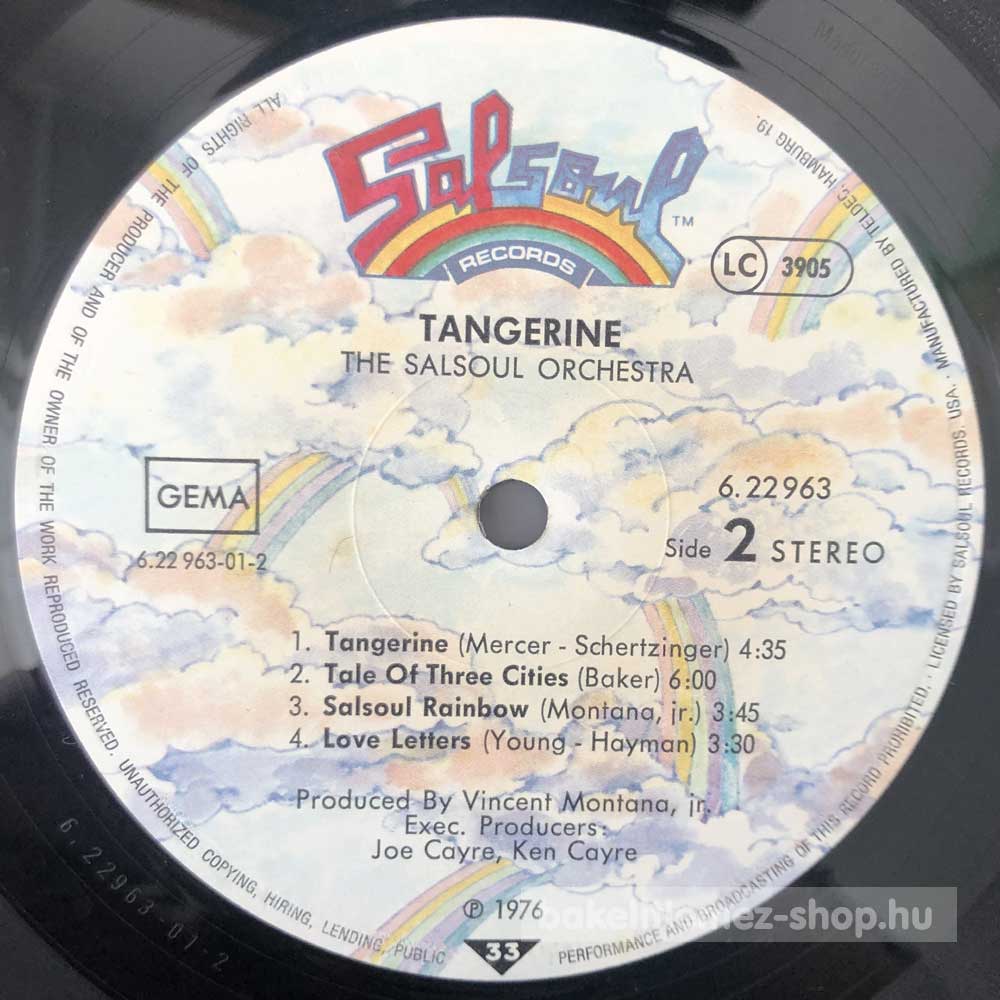 Salsoul
TM
RECORDS
LC 3905
TANGERINE
THE SALSOUL ORCHESTRA
GEMA
6.22 963-01-2
6.22963
Side 2 STEREO
1. Tangerine (Mercer - Schertzinger) 4:35
2. Tale Of Three Cities (Baker) 6:00
3. Salsoul Rainbow (Montana, jr.) 3:45
4. Love Letters (Young - Hayman) 3:30
Produced By Vincent Montana, jr.
Exec. Producers:
Joe Cayre, Ken Cayre
℗ 1976
33
ALL RIGHTS OF THE PRODUCER AND OF THE OWNER OF THE WORK REPRODUCED RESERVED. UNAUTHORIZED COPYING, HIRING, LENDING, PUBLIC PERFORMANCE AND BROADCASTING OF THIS RECORD PROHIBITED. · LICENSED BY SALSOUL RECORDS. USA. · MANUFACTURED BY TELDEC, HAMBURG 19.
6.22963-01 2
bakelitlemez-shop.hu